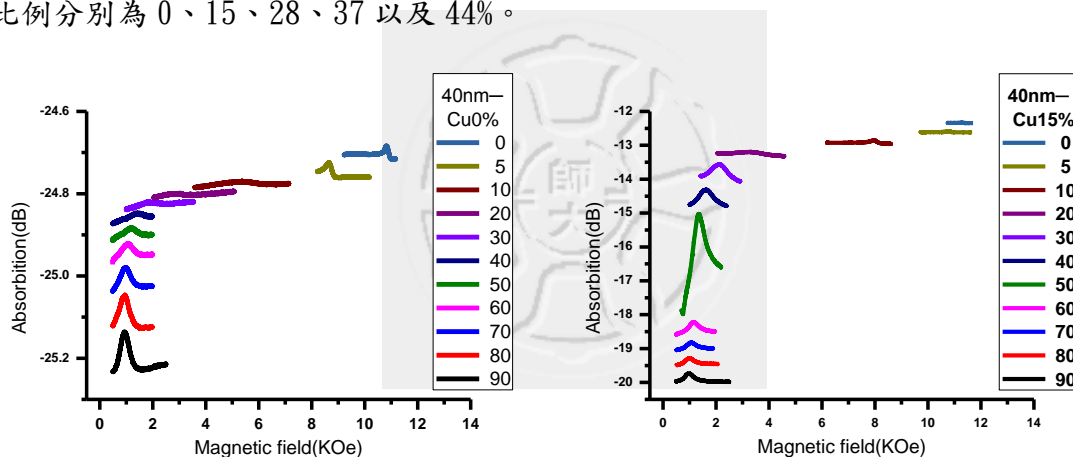 比例分別為 0、15、28、37 以及 44%。
40nm─
Cu0%
0
5
10
20
30
40
50
60
70
80
90
-24.6
-24.8
-25.0
-25.2
0 2 4 6 8 10 12 14
Absorbition(dB)
Magnetic field(KOe)
40nm─
Cu15%
0
5
10
20
30
40
50
60
70
80
90
-12
-13
-14
-15
-16
-17
-18
-19
-20
0 2 4 6 8 10 12 14
Absorbition(dB)
Magnetic field(KOe)
師大